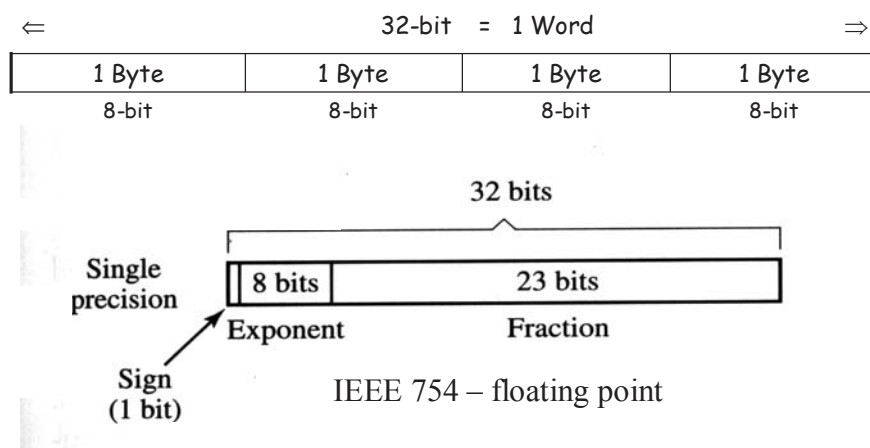 ⇐ 32-bit = 1 Word ⇒
1 Byte 1 Byte 1 Byte 1 Byte
8-bit 8-bit 8-bit 8-bit
32 bits
Single
precision
8 bits 23 bits
Exponent Fraction
Sign
(1 bit)
IEEE 754 – floating point